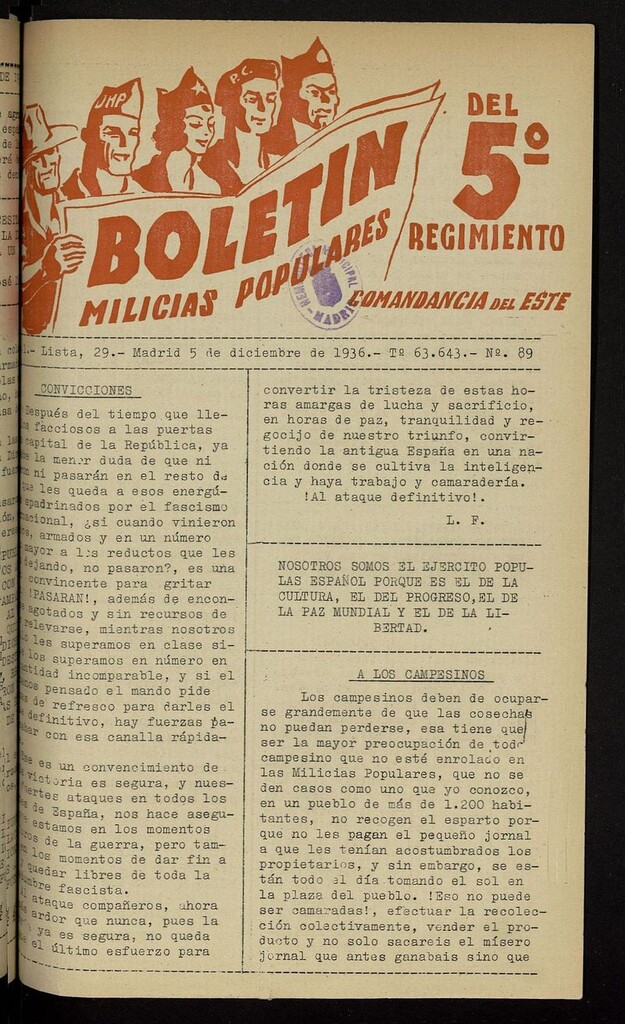 UHP
P.C.
BOLETIN
DEL
5º
REGIMIENTO
MILICIAS POPULARES
COMANDANCIA DEL ESTE
MADRID
.- Lista, 29.- Madrid 5 de diciembre de 1936.- Tº 63.643.- Nº. 89
CONVICCIONES
Después del tiempo que lle-
facciosos a las puertas
capital de la República, ya
la menor duda de que ni
ni pasarán en el resto de
les queda a esos energú-
padrinados por el fascismo
cional, ¿si cuando vinieron
armados y en un número
mayor a los reductos que les
dejando, no pasaron?, es una
convincente para gritar
!PASARAN!, además de encon-
agotados y sin recursos de
relevarse, mientras nosotros
les superamos en clase si-
los superamos en número en
tidad incomparable, y si el
pensado el mando pide
de refresco para darles el
definitivo, hay fuerzas pa-
con esa canalla rápida-
es un convencimiento de
victoria es segura, y nues-
ataques en todos los
de España, nos hace asegu-
estamos en los momentos
de la guerra, pero tam-
los momentos de dar fin a
quedar libres de toda la
fascista.
ataque compañeros, ahora
ardor que nunca, pues la
ya es segura, no queda
el último esfuerzo para
convertir la tristeza de estas ho-
ras amargas de lucha y sacrificio,
en horas de paz, tranquilidad y re-
gocijo de nuestro triunfo, convir-
tiendo la antigua España en una na-
ción donde se cultiva la inteligen-
cia y haya trabajo y camaradería.
!Al ataque definitivo!.
L. F.
NOSOTROS SOMOS EL EJERCITO POPU-
LAS ESPAÑOL PORQUE ES EL DE LA
CULTURA, EL DEL PROGRESO,EL DE
LA PAZ MUNDIAL Y EL DE LA LI-
BERTAD.
A LOS CAMPESINOS
Los campesinos deben de ocupar-
se grandemente de que las cosechas
no puedan perderse, esa tiene que
ser la mayor preocupación de todo
campesino que no esté enrolado en
las Milicias Populares, que no se
den casos como uno que yo conozco,
en un pueblo de más de 1.200 habi-
tantes, no recogen el esparto por-
que no les pagan el pequeño jornal
a que les tenían acostumbrados los
propietarios, y sin embargo, se es-
tán todo el día tomando el sol en
la plaza del pueblo. !Eso no puede
ser camaradas!, efectuar la recolec-
ción colectivamente, vender el pro-
ducto y no solo sacareis el mísero
jornal que antes ganabais sino que